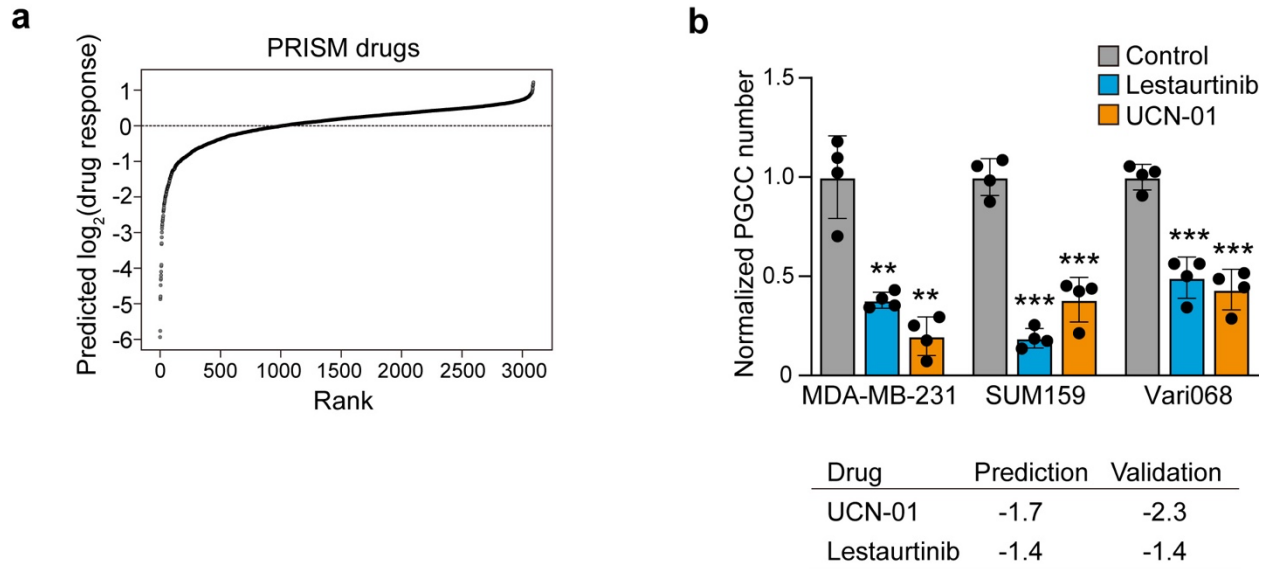 a
PRISM drugs
Predicted log2(drug response)
1
0
-1
-2
-3
-4
-5
-6
0 500 1000 1500 2000 2500 3000
Rank
b
Control
Lestaurtinib
UCN-01
Normalized PGCC number
1.5
1.0
0.5
0
** ** *** *** *** ***
MDA-MB-231 SUM159 Vari068
Drug Prediction Validation
UCN-01 -1.7 -2.3
Lestaurtinib -1.4 -1.4